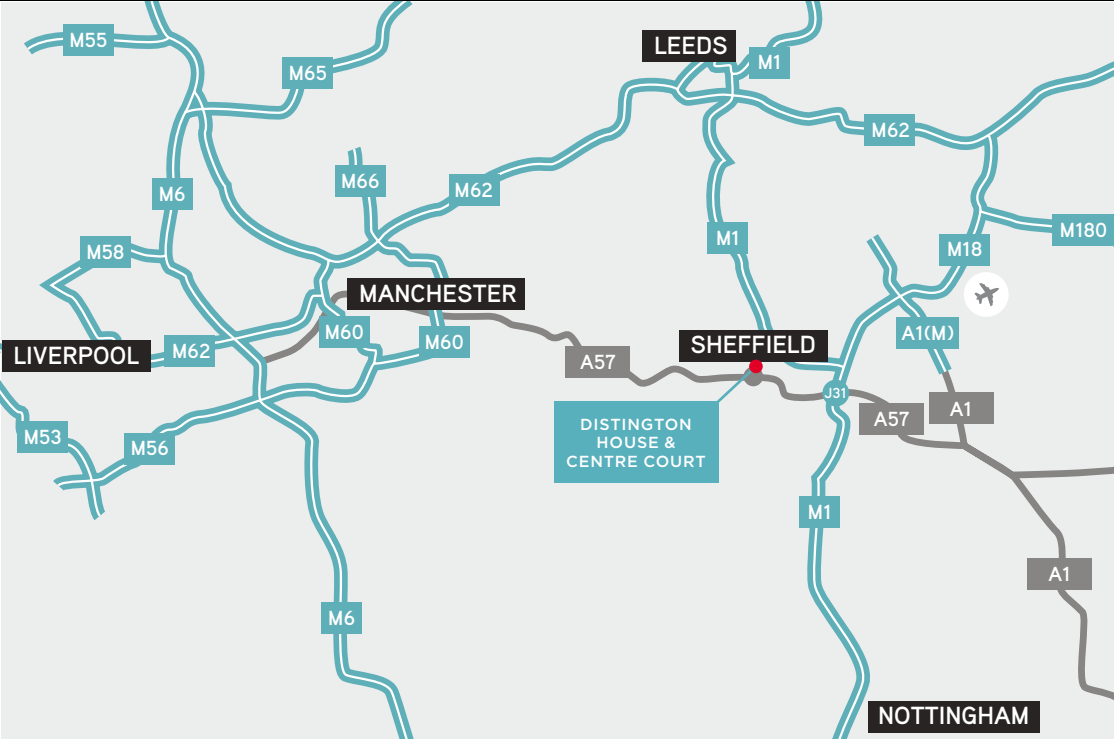 M55
LEEDS
M1
M65
M62
M66
M62
M6
M180
M1
M18
M58
MANCHESTER
M60
A1(M)
M60
SHEFFIELD
M62
LIVERPOOL
A57
J31
A1
A57
DISTINGTON
HOUSE &
CENTRE COURT
M53
M56
M1
A1
M6
NOTTINGHAM